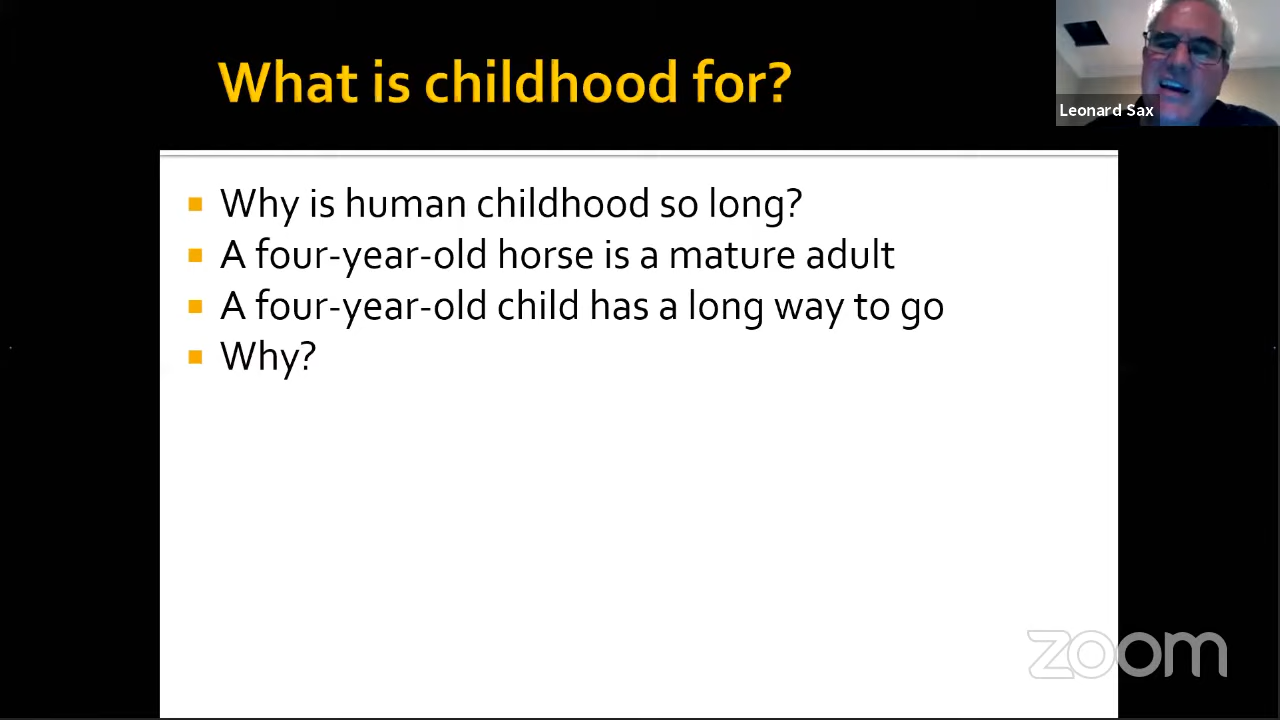 What is childhood for?
Leonard Sax
Why is human childhood so long?
A four-year-old horse is a mature adult
A four-year-old child has a long way to go
Why?
zoom